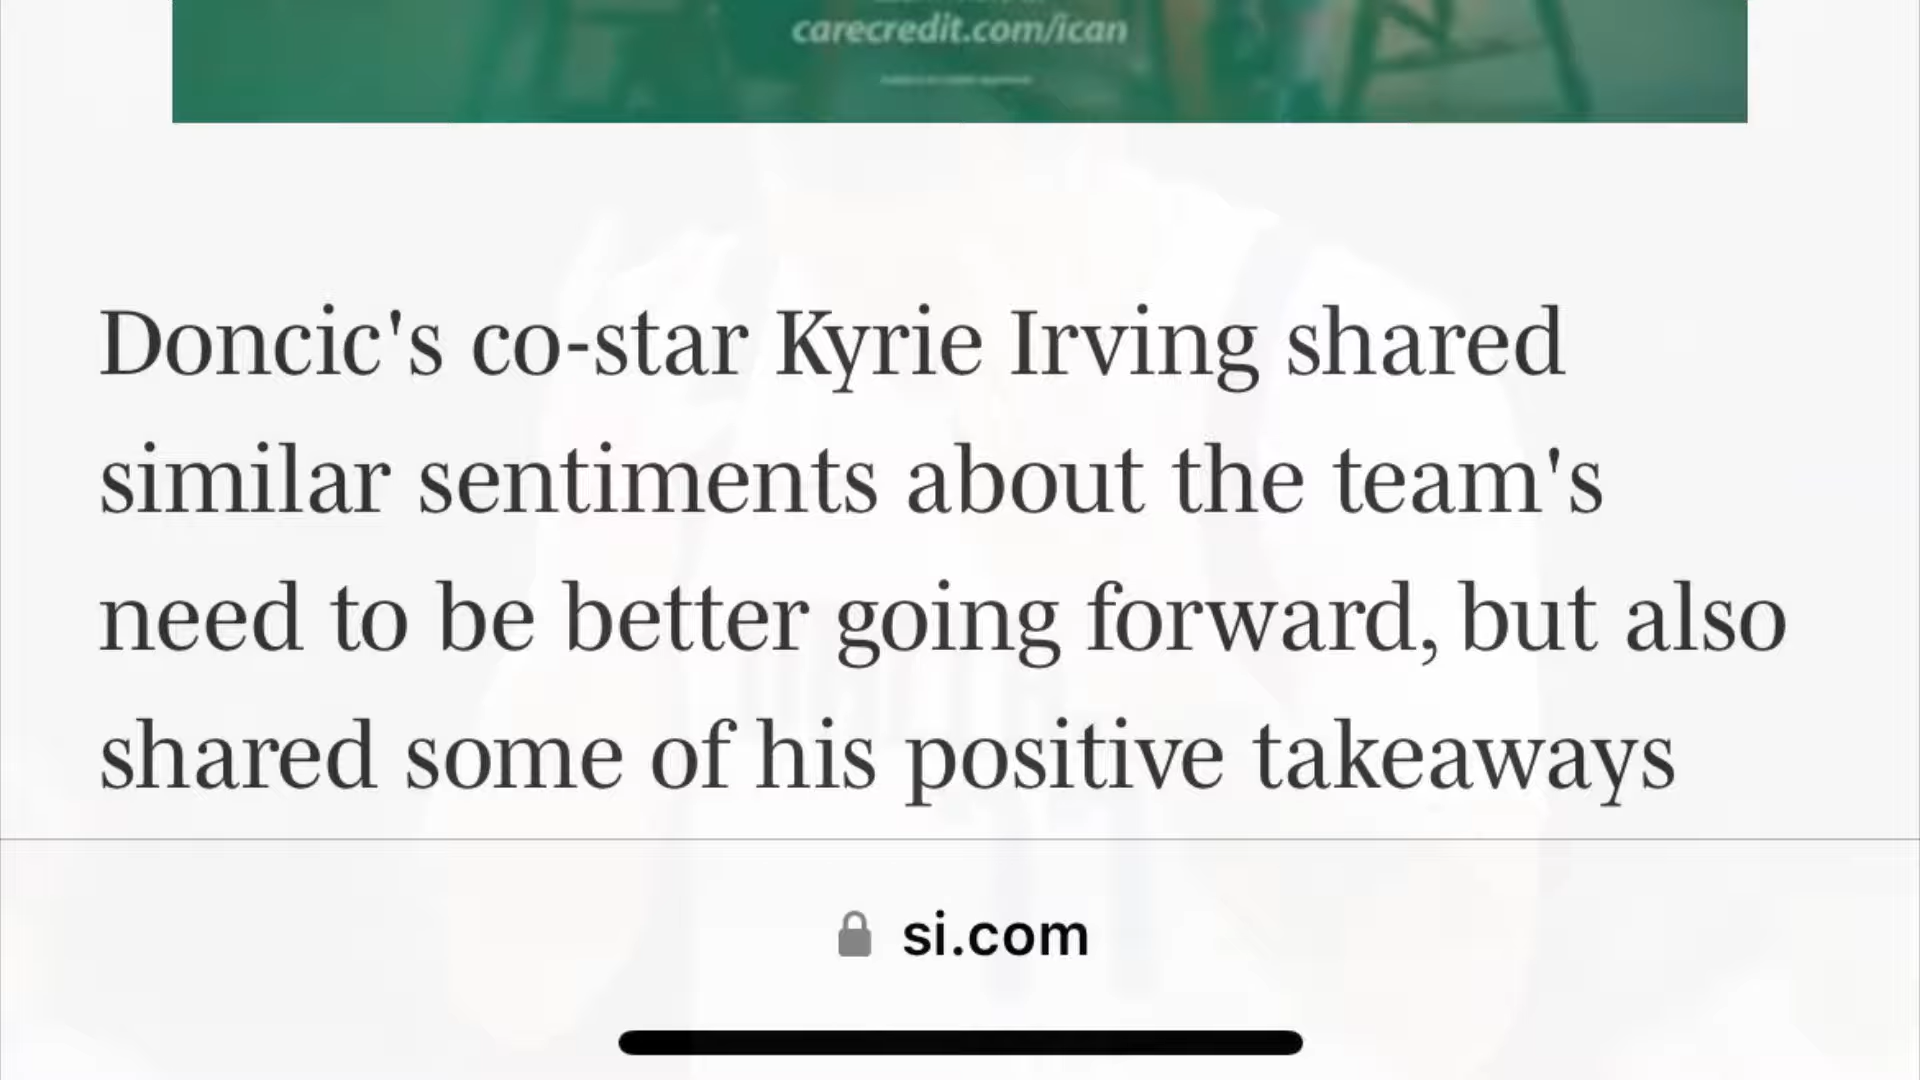 carecredit.com/ican
Doncic's co-star Kyrie Irving shared
similar sentiments about the team's
need to be better going forward, but also
shared some of his positive takeaways
si.com